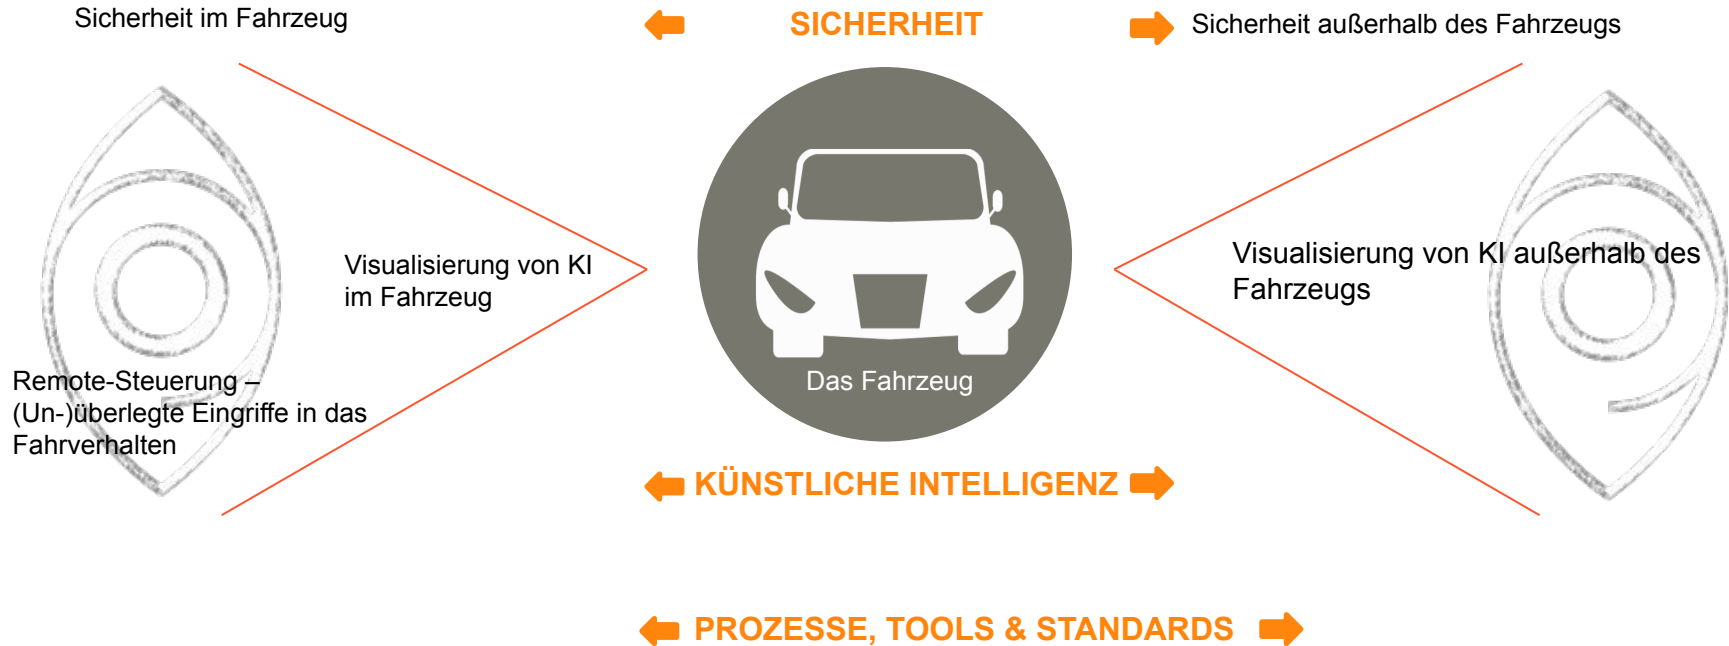 Sicherheit im Fahrzeug
SICHERHEIT
Sicherheit außerhalb des Fahrzeugs
Visualisierung von KI
im Fahrzeug
Visualisierung von KI außerhalb des
Fahrzeugs
Remote-Steuerung –
(Un-)überlegte Eingriffe in das
Fahrverhalten
Das Fahrzeug
KÜNSTLICHE INTELLIGENZ
PROZESSE, TOOLS & STANDARDS